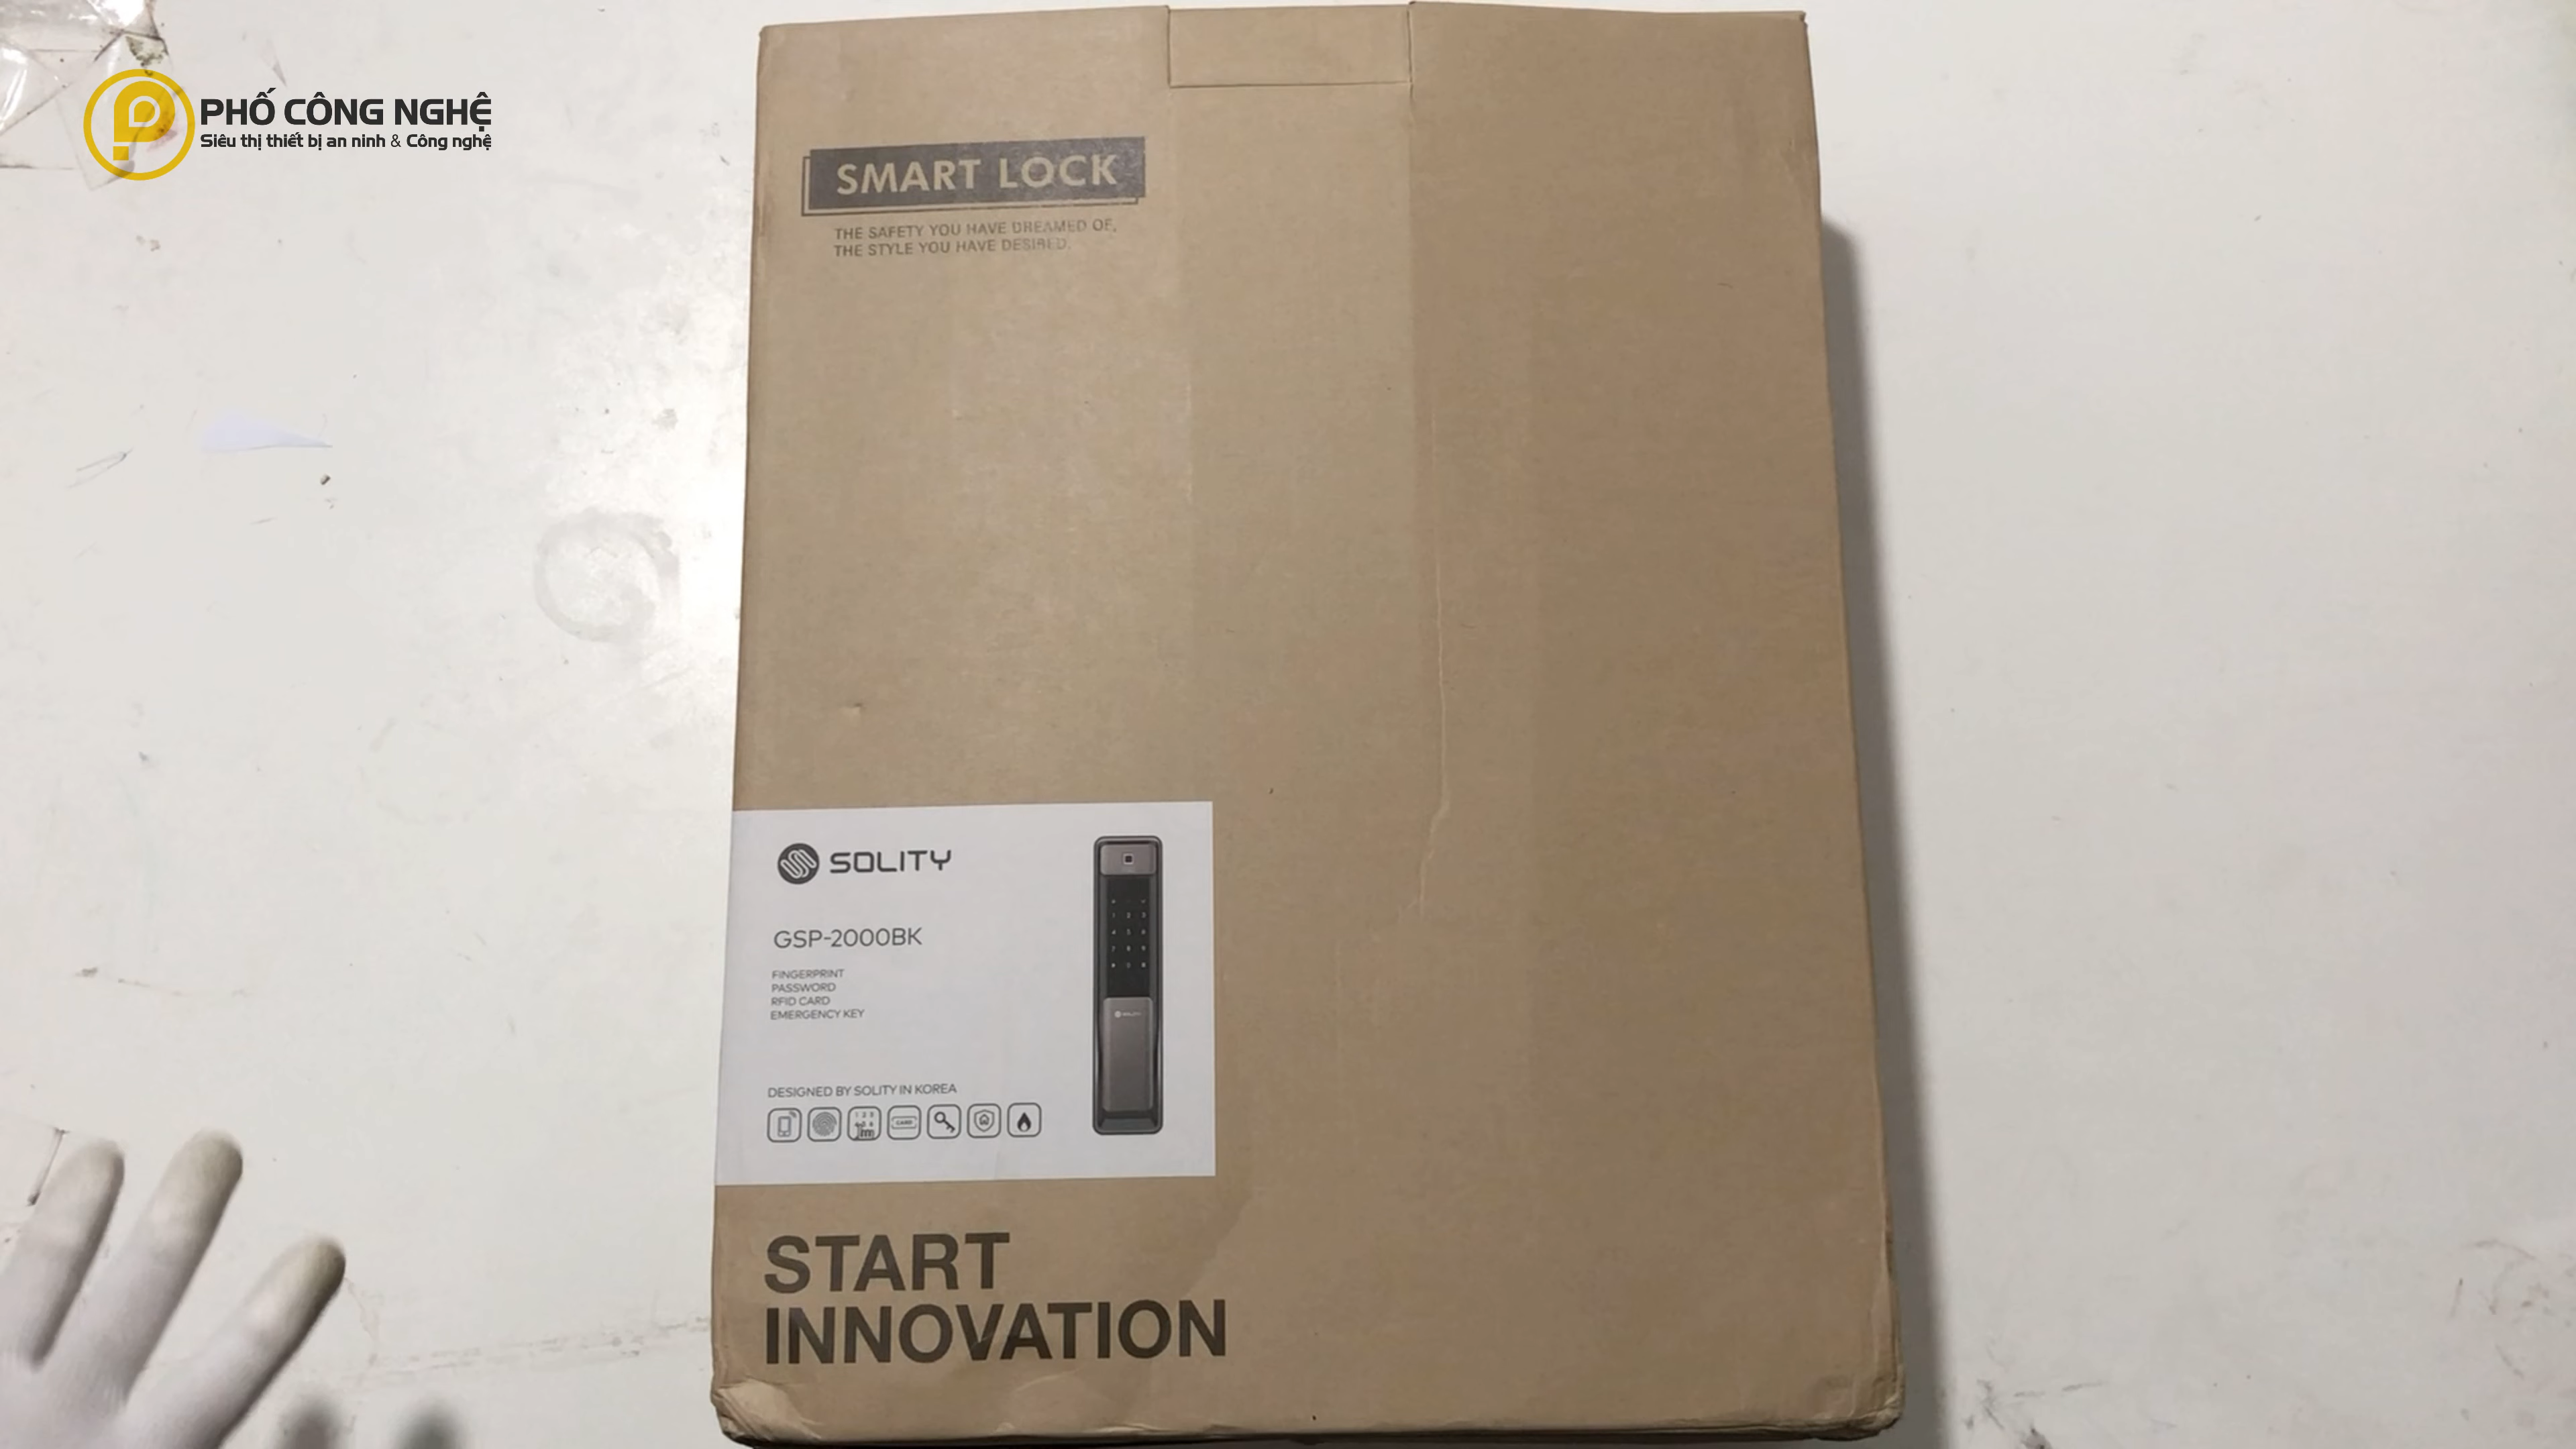 PHỐ CÔNG NGHỆ
Siêu thị thiết bị an ninh & Công nghệ
SMART LOCK
THE SAFETY YOU HAVE DREAMED OF,
THE STYLE YOU HAVE DESIRED.
SOLITY
GSP-2000BK
FINGERPRINT
PASSWORD
RFID CARD
EMERGENCY KEY
SOLITY
DESIGNED BY SOLITY IN KOREA
CARD
START
INNOVATION